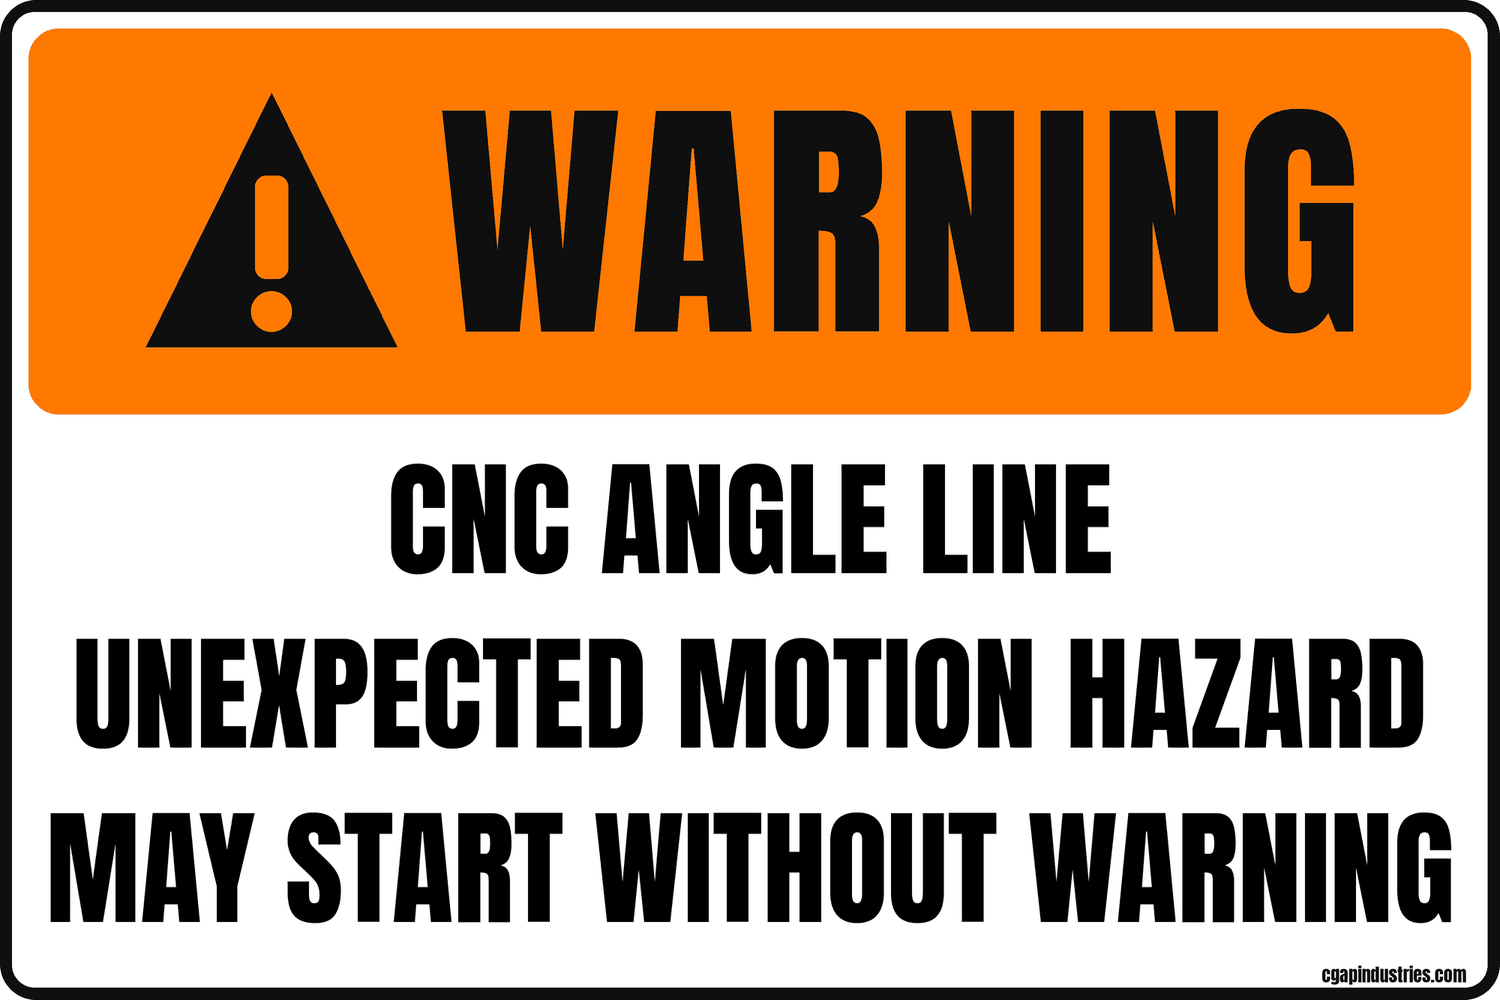 WARNING
CNC ANGLE LINE
UNEXPECTED MOTION HAZARD
MAY START WITHOUT WARNING
cgapindustries.com